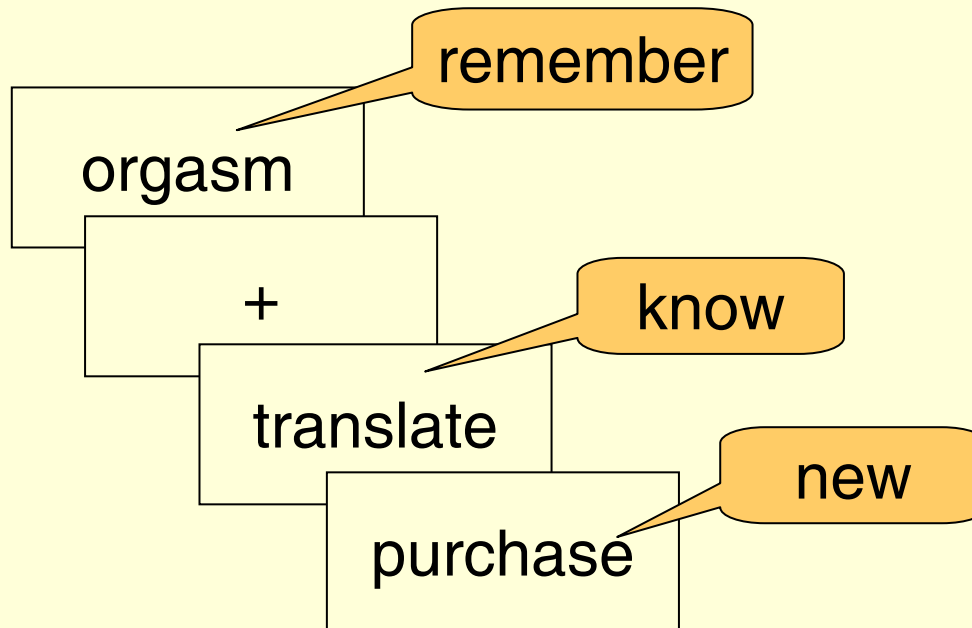 remember
orgasm
+
know
translate
new
purchase